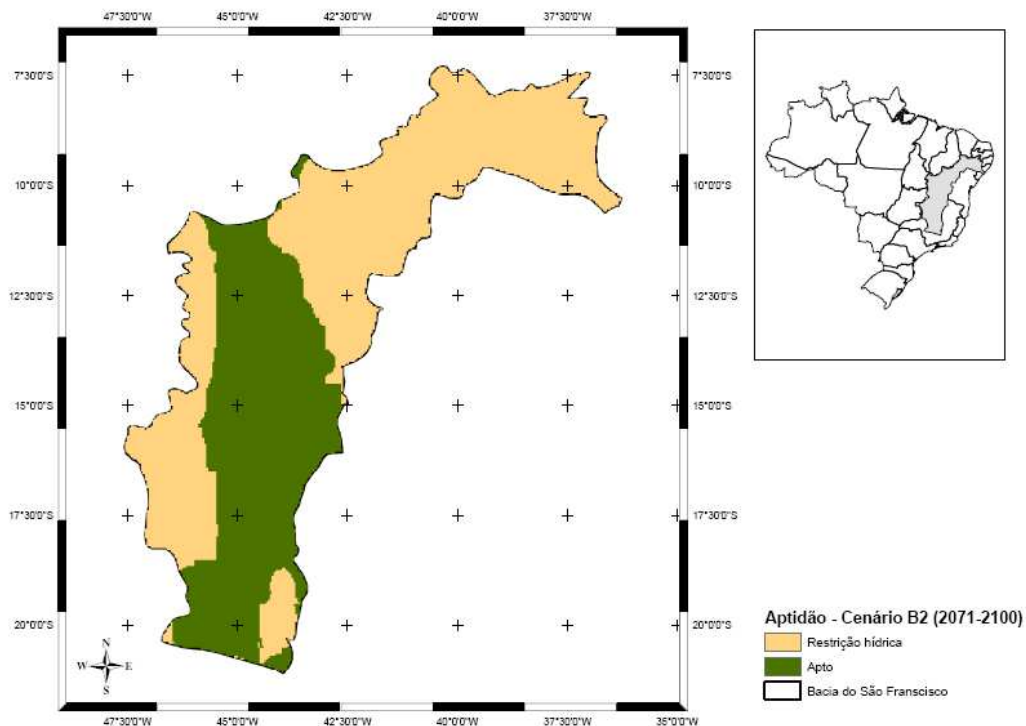 47°30'0"W 45°0'0"W 42°30'0"W 40°0'0"W 37°30'0"W 35°0'0"W
7°30'0"S 7°30'0"S
10°0'0"S 10°0'0"S
12°30'0"S 12°30'0"S
15°0'0"S 15°0'0"S
17°30'0"S 17°30'0"S
20°0'0"S 20°0'0"S
N
W E
S
47°30'0"W 45°0'0"W 42°30'0"W 40°0'0"W 37°30'0"W 35°0'0"W
Aptidão - Cenário B2 (2071-2100)
Restrição hídrica
Apto
Bacia do São Franscisco